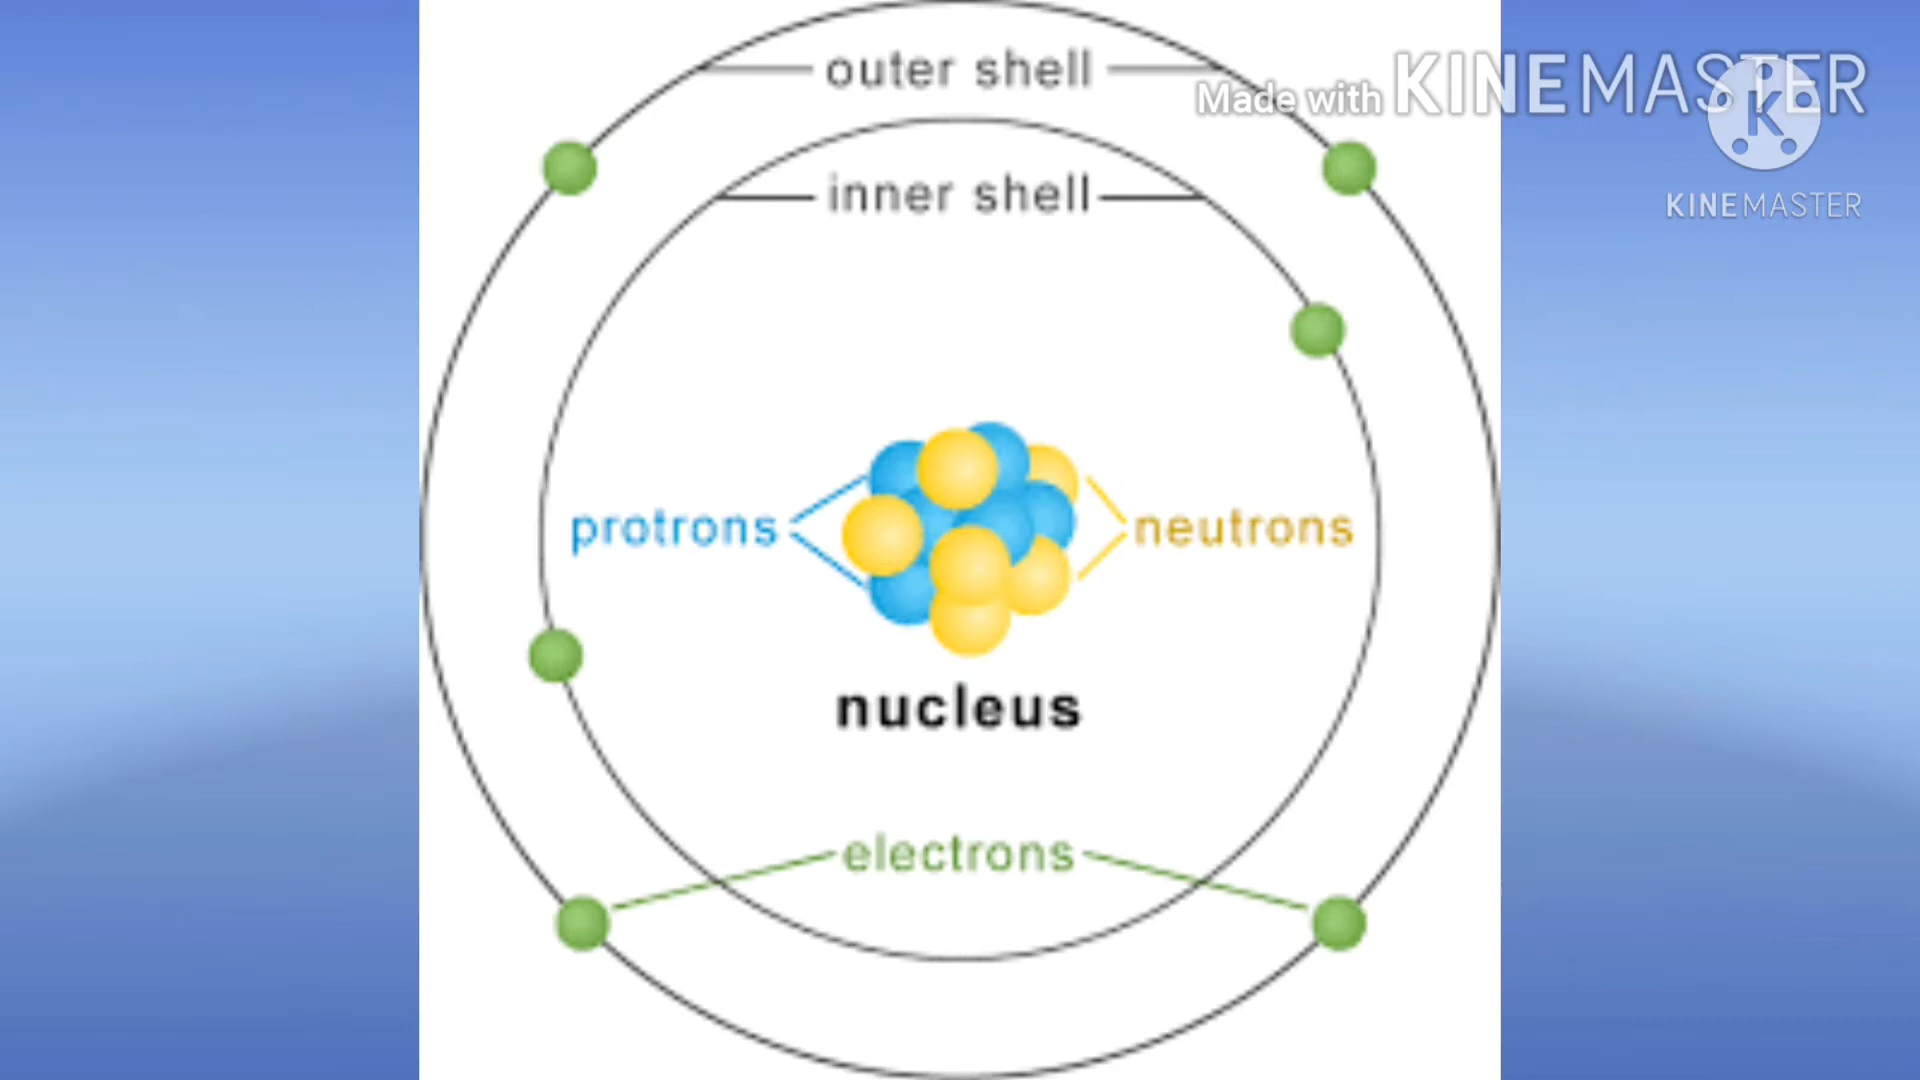 outer shell
Made with KINEMASTER
K
KINEMASTER
inner shell
protrons
neutrons
nucleus
electrons